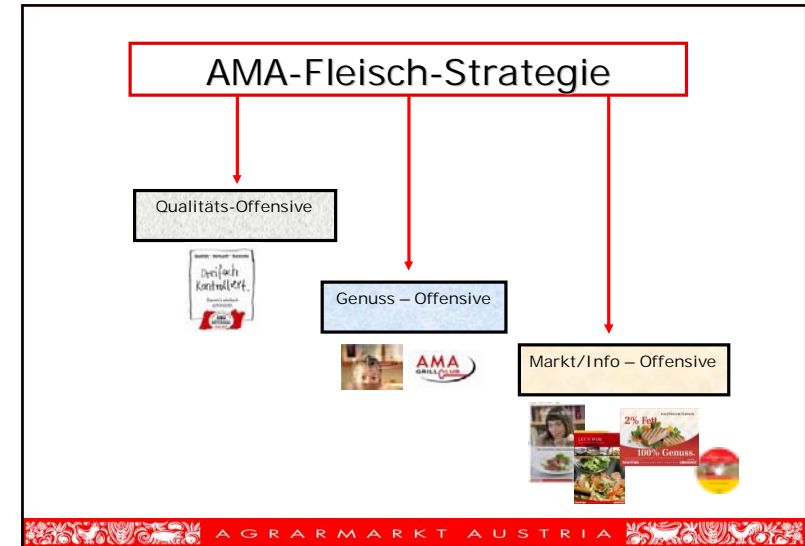 AMA-Fleisch-Strategie
Qualitäts-Offensive
Dreifach
Kontrolliert.
Genuss – Offensive
AMA
GRILLCLUB
Markt/Info – Offensive
2% Fett
100% Genuss.
AGRARMARKT AUSTRIA